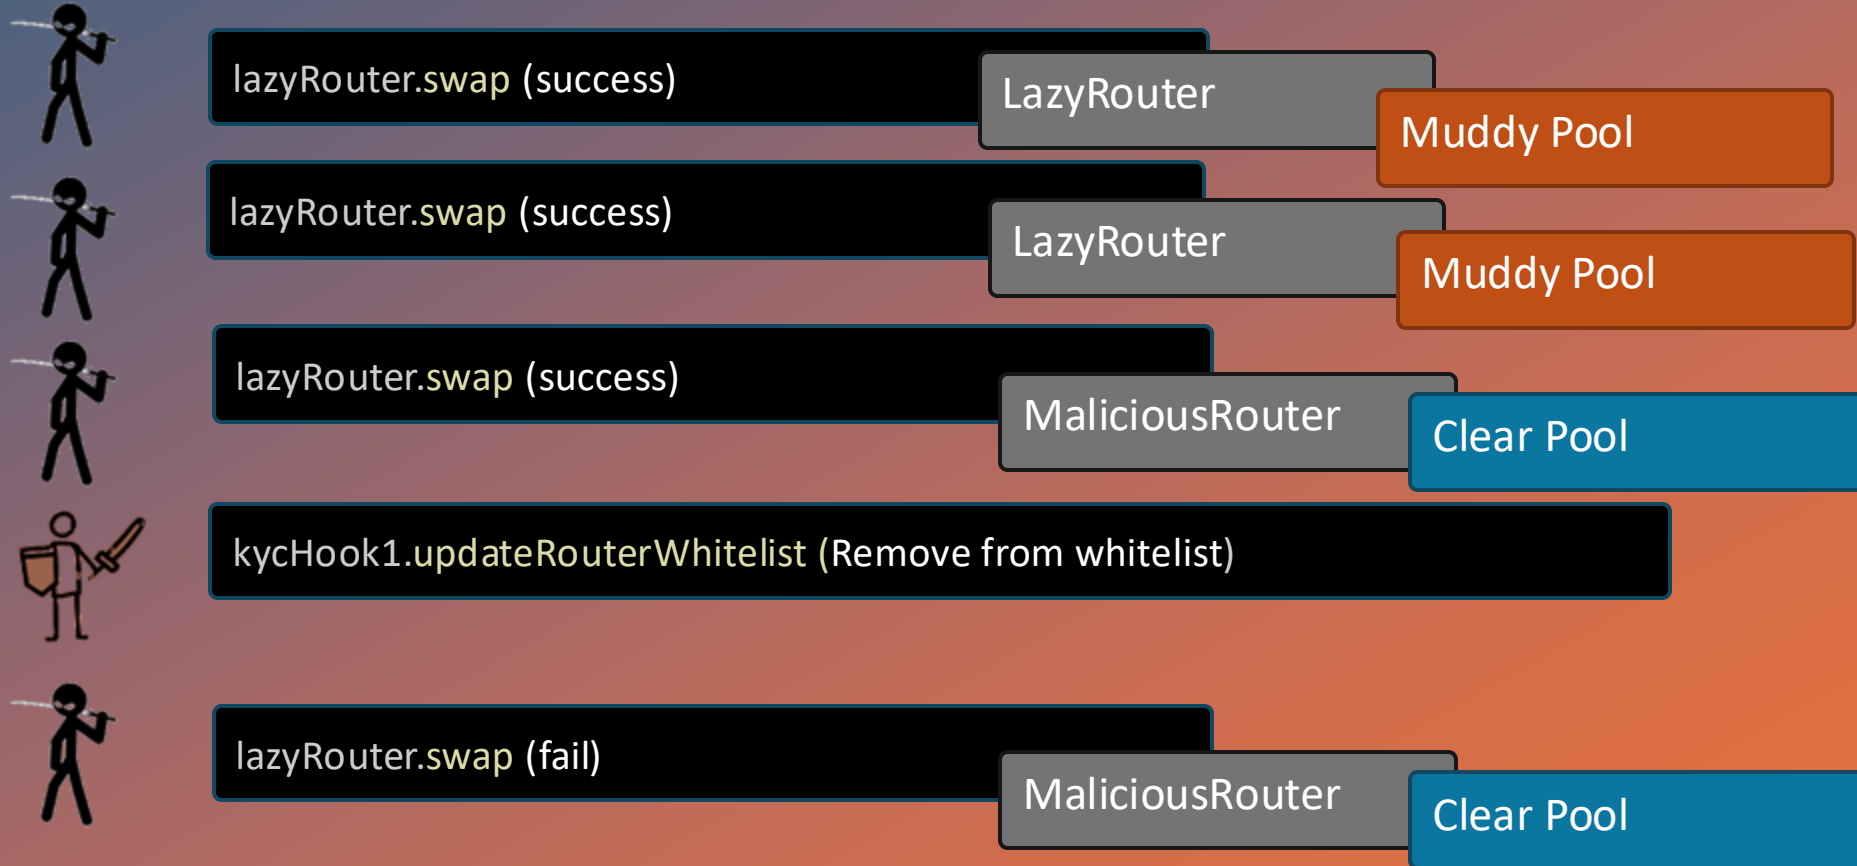 lazyRouter.swap (success)
LazyRouter
Muddy Pool
lazyRouter.swap (success)
LazyRouter
Muddy Pool
lazyRouter.swap (success)
MaliciousRouter
Clear Pool
kycHook1.updateRouterWhitelist (Remove from whitelist)
lazyRouter.swap (fail)
MaliciousRouter
Clear Pool